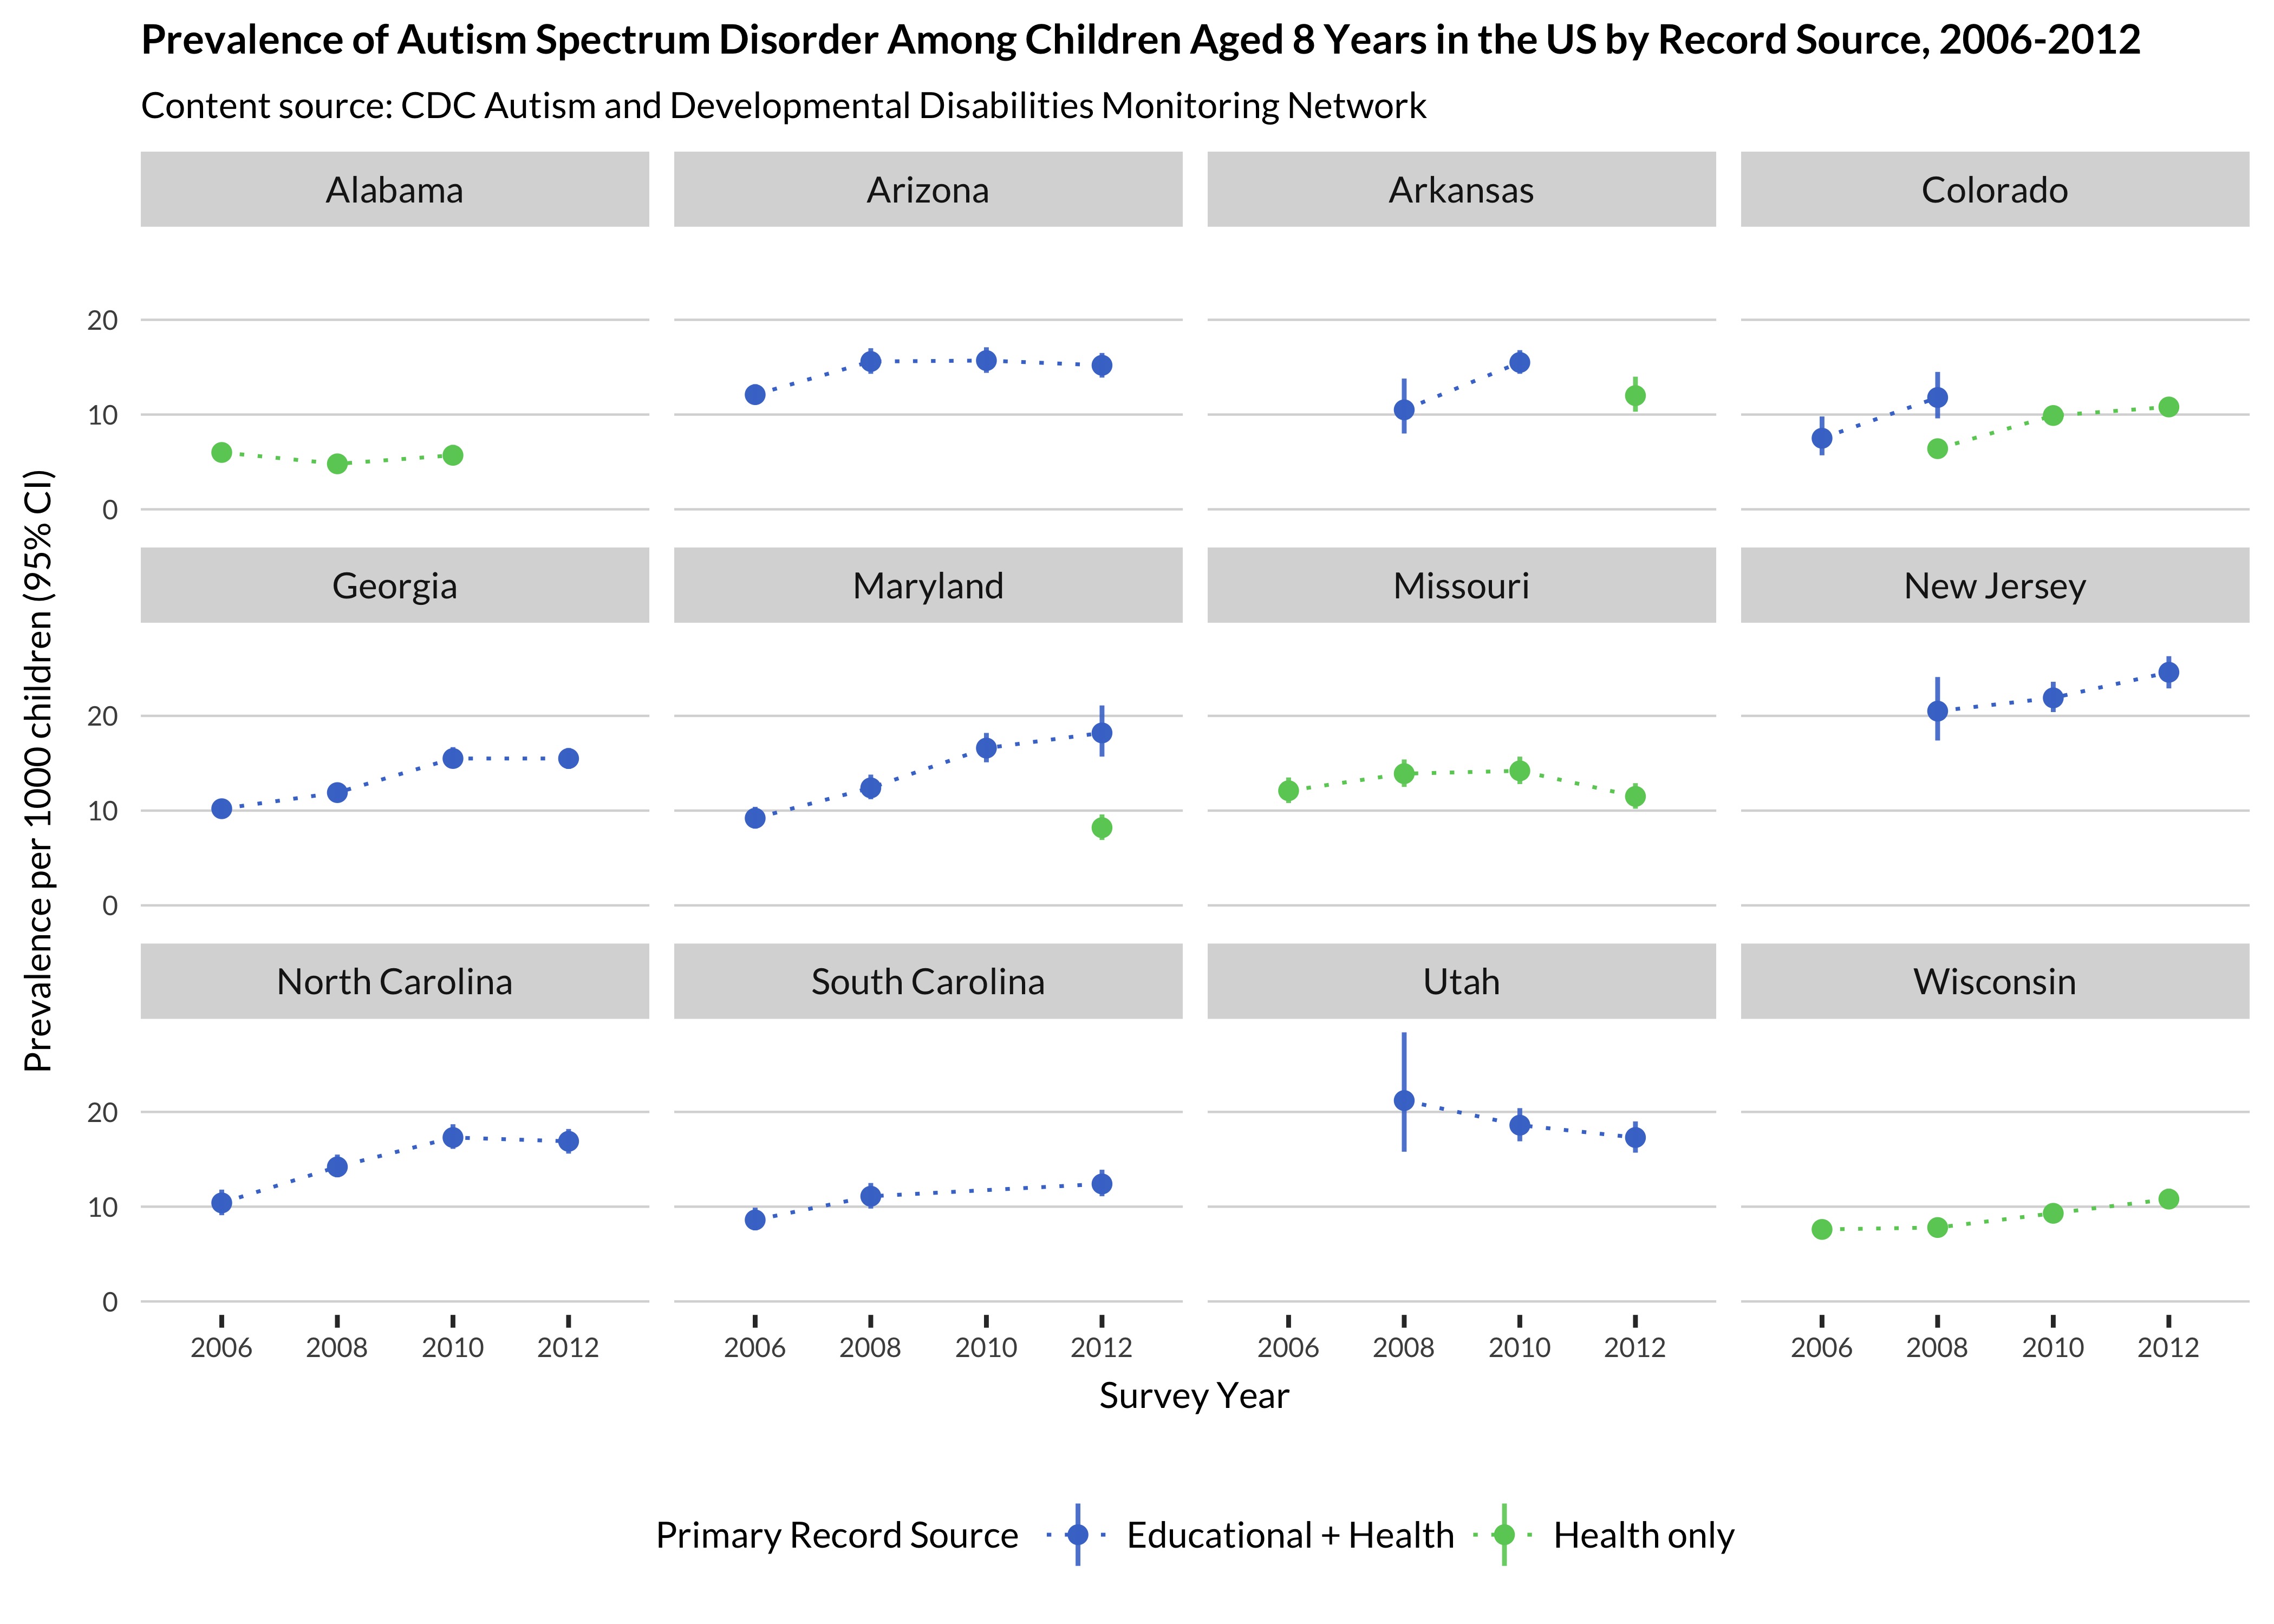 Prevalence of Autism Spectrum Disorder Among Children Aged 8 Years in the US by Record Source, 2006-2012
Content source: CDC Autism and Developmental Disabilities Monitoring Network
Prevalence per 1000 children (95% CI)
Alabama
Arizona
Arkansas
Colorado
20
10
0
Georgia
Maryland
Missouri
New Jersey
20
10
0
North Carolina
South Carolina
Utah
Wisconsin
20
10
0
2006 2008 2010 2012
2006 2008 2010 2012
2006 2008 2010 2012
2006 2008 2010 2012
Survey Year
Primary Record Source Educational + Health Health only